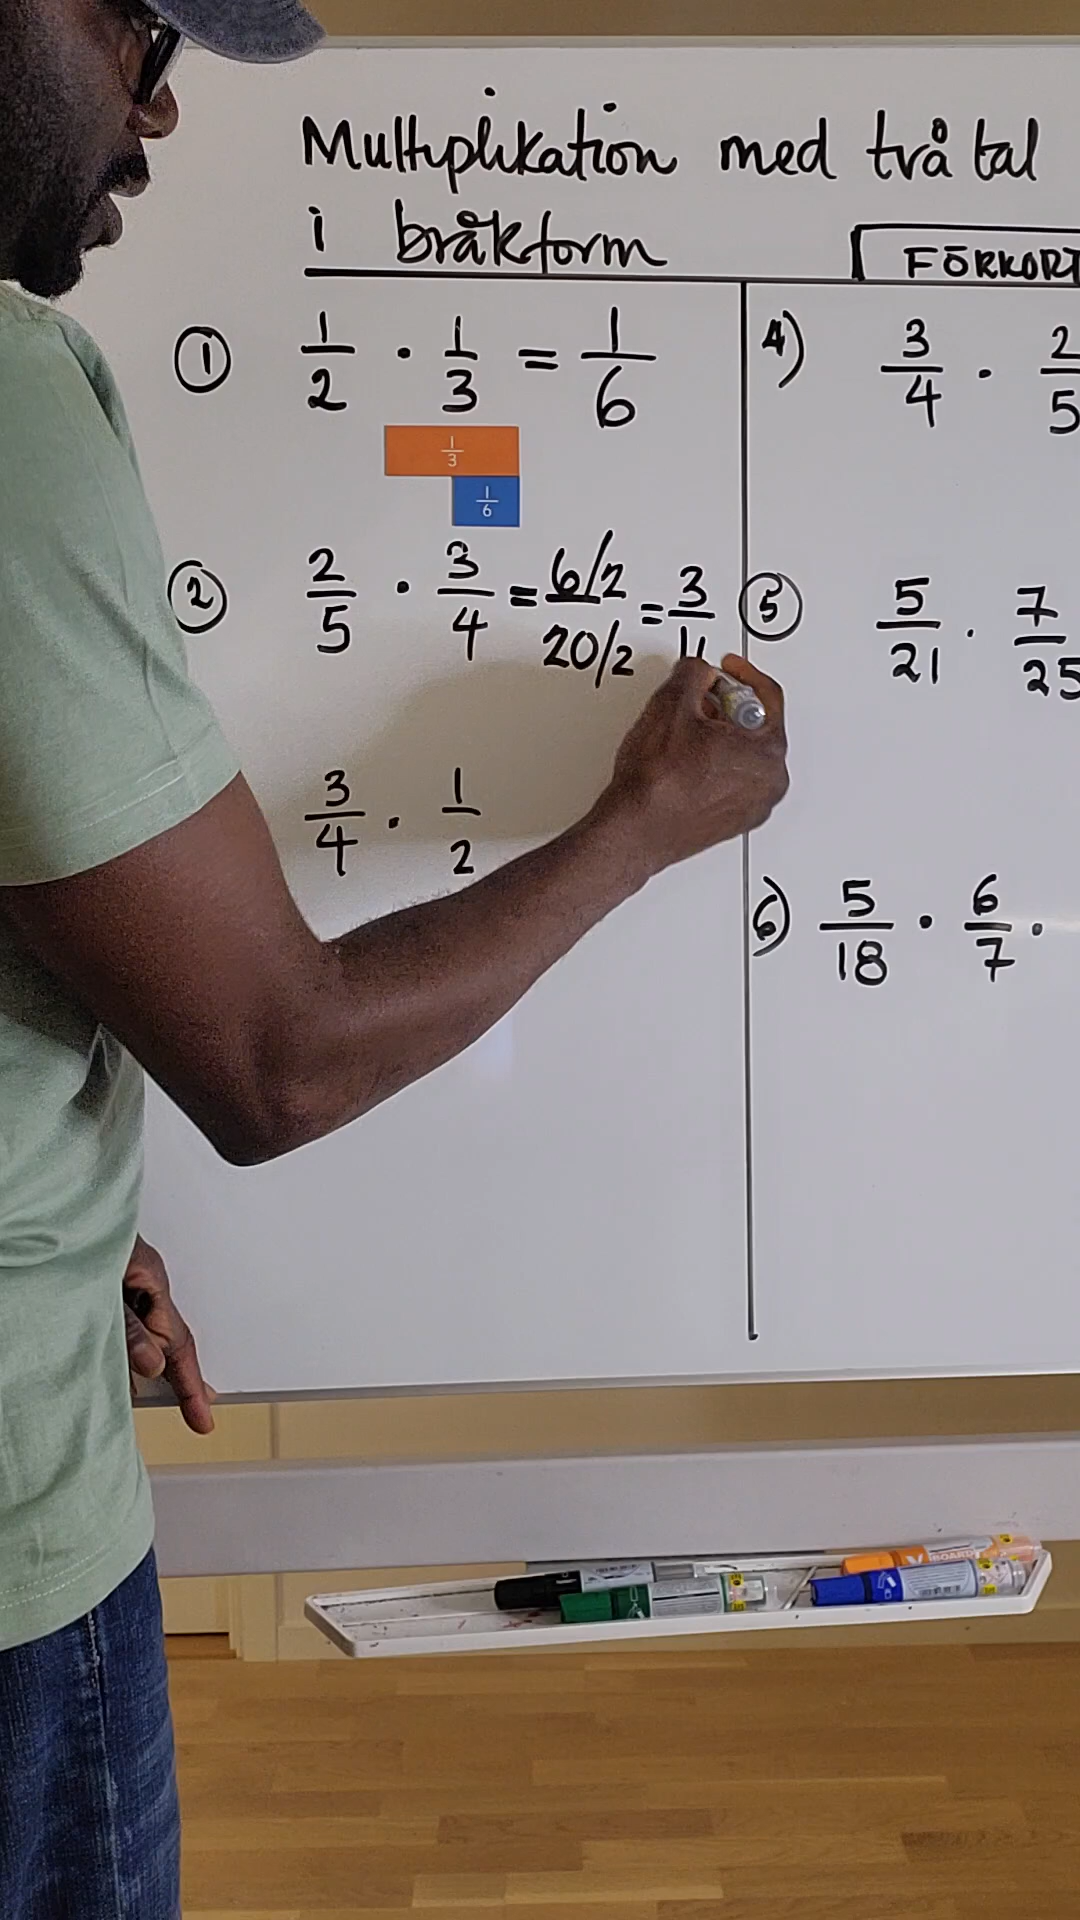 Multiplikation med två tal
i bråkform
FÖRKORT
① 1/2 · 1/3 = 1/6
1/3
1/6
② 2/5 · 3/4 = 6/2 / 20/2 = 3/
3/4 · 1/2
4) 3/4 · 2/5
⑤ 5/21 · 7/25
6) 5/18 · 6/7 ·